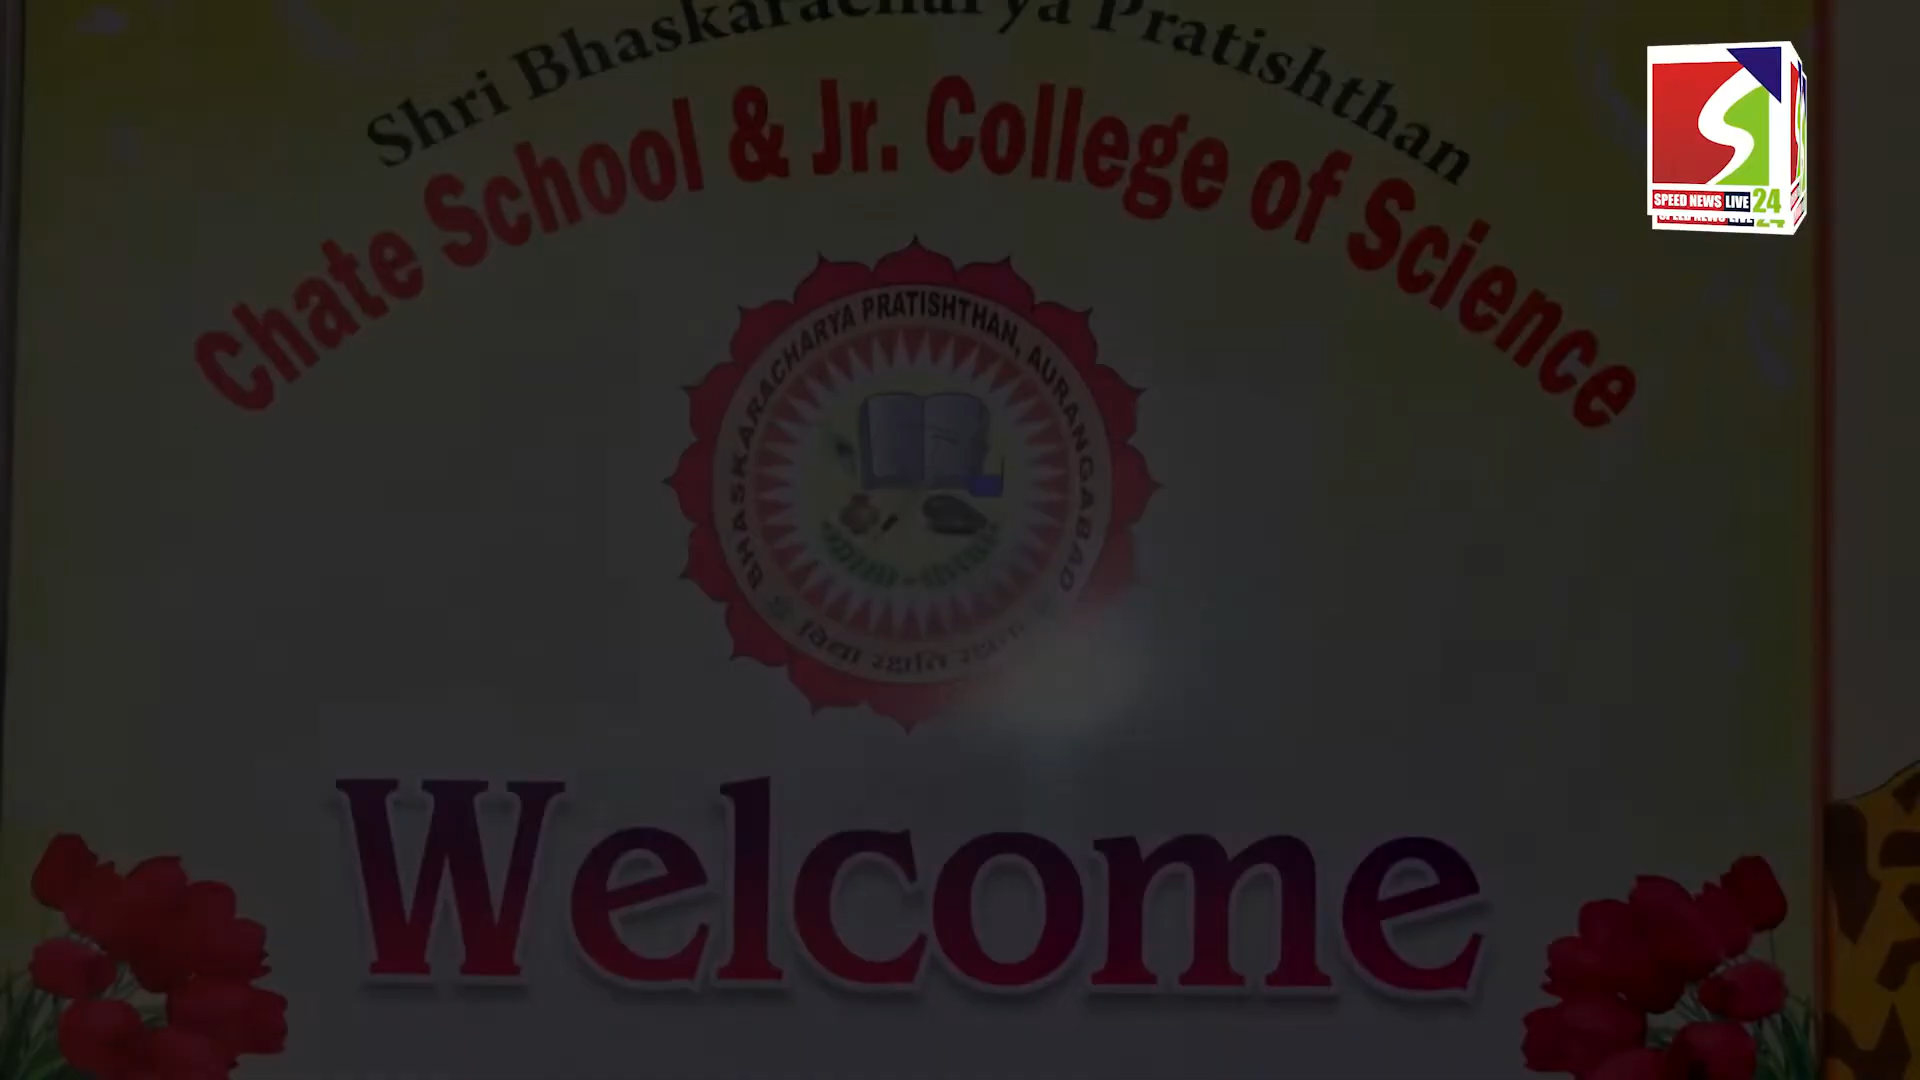 Shri Bhaskaracharya Pratishthan
Chate School & Jr. College of Science
BHASKARACHARYA PRATISHTHAN, AURANGABAD
Welcome
SPEED NEWS LIVE 24